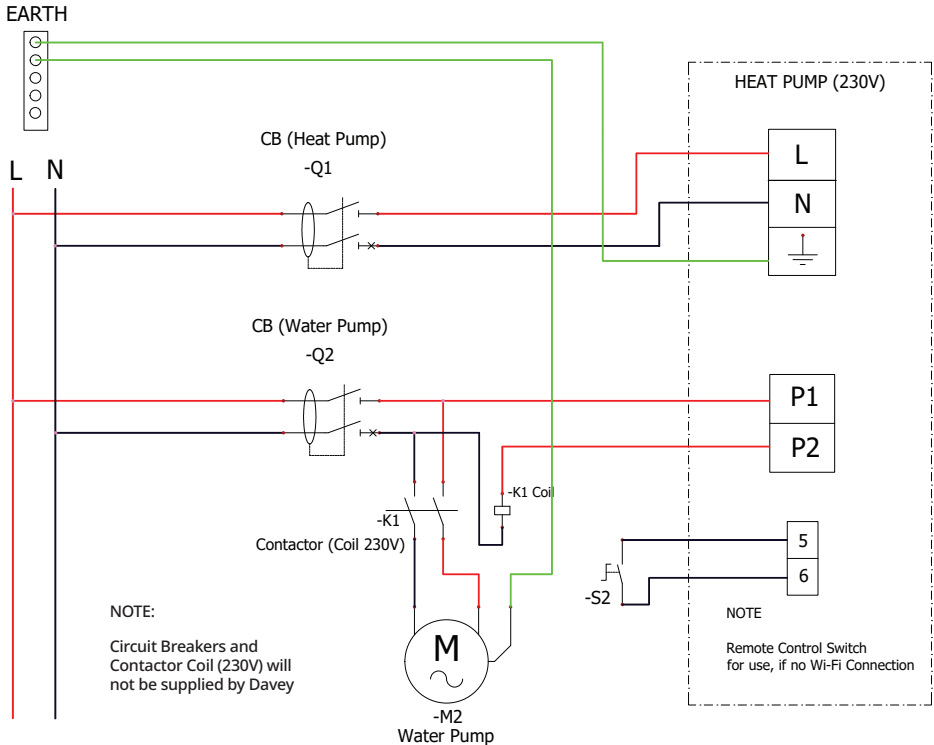 EARTH
HEAT PUMP (230V)
CB (Heat Pump)
-Q1
L
N
L
N
CB (Water Pump)
-Q2
P1
P2
-K1 Coil
-K1
Contactor (Coil 230V)
5
6
-S2
NOTE:
Circuit Breakers and
Contactor Coil (230V) will
not be supplied by Davey
NOTE
Remote Control Switch
for use, if no Wi-Fi Connection
M
-M2
Water Pump